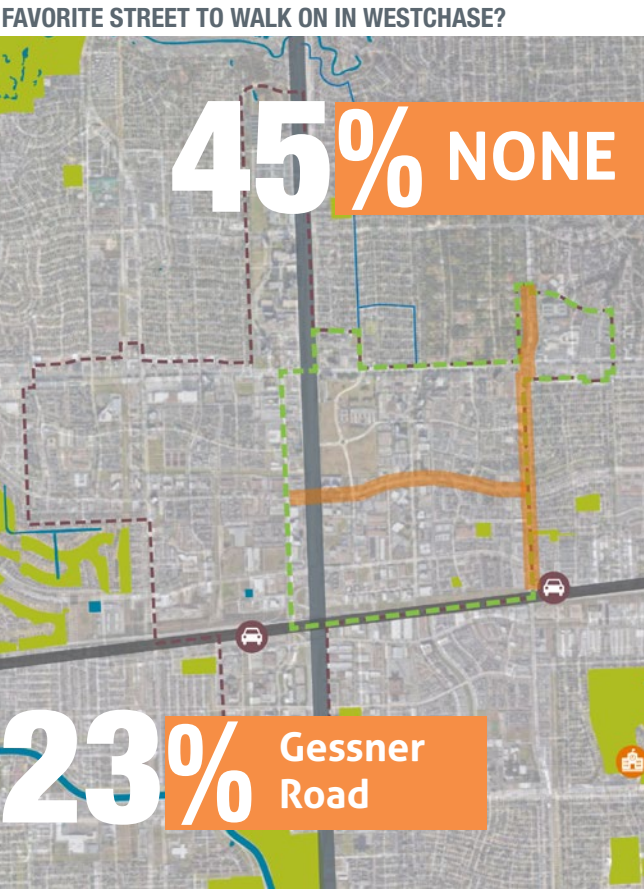 FAVORITE STREET TO WALK ON IN WESTCHASE?
45% NONE
23% Gessner
Road